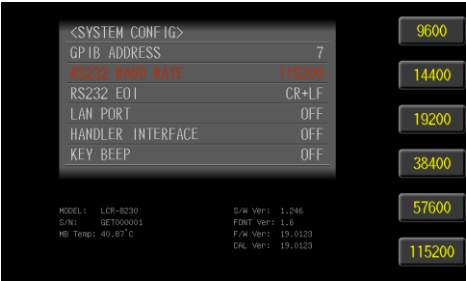 <SYSTEM CONFIG>
GPIB ADDRESS 7
RS232 BAND RATE 115200
RS232 EOI CR+LF
LAN PORT OFF
HANDLER INTERFACE OFF
KEY BEEP OFF
MODEL: LCR-8230
S/N: GET000001
MB Temp: 40.87°C
S/W Ver: 1.246
FONT Ver: 1.6
F/W Ver: 19.0123
CAL Ver: 19.0123
9600
14400
19200
38400
57600
115200